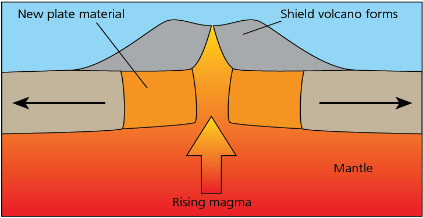 New plate material
Shield volcano forms
Mantle
Rising magma